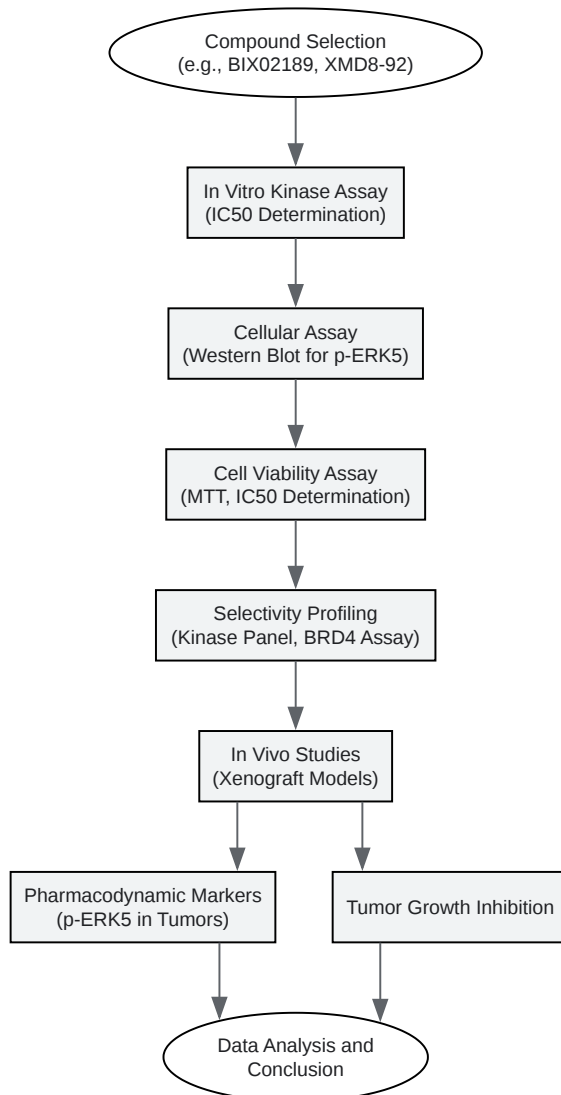 Compound Selection
(e.g., BIX02189, XMD8-92)
In Vitro Kinase Assay
(IC50 Determination)
Cellular Assay
(Western Blot for p-ERK5)
Cell Viability Assay
(MTT, IC50 Determination)
Selectivity Profiling
(Kinase Panel, BRD4 Assay)
In Vivo Studies
(Xenograft Models)
Pharmacodynamic Markers
(p-ERK5 in Tumors)
Tumor Growth Inhibition
Data Analysis and
Conclusion